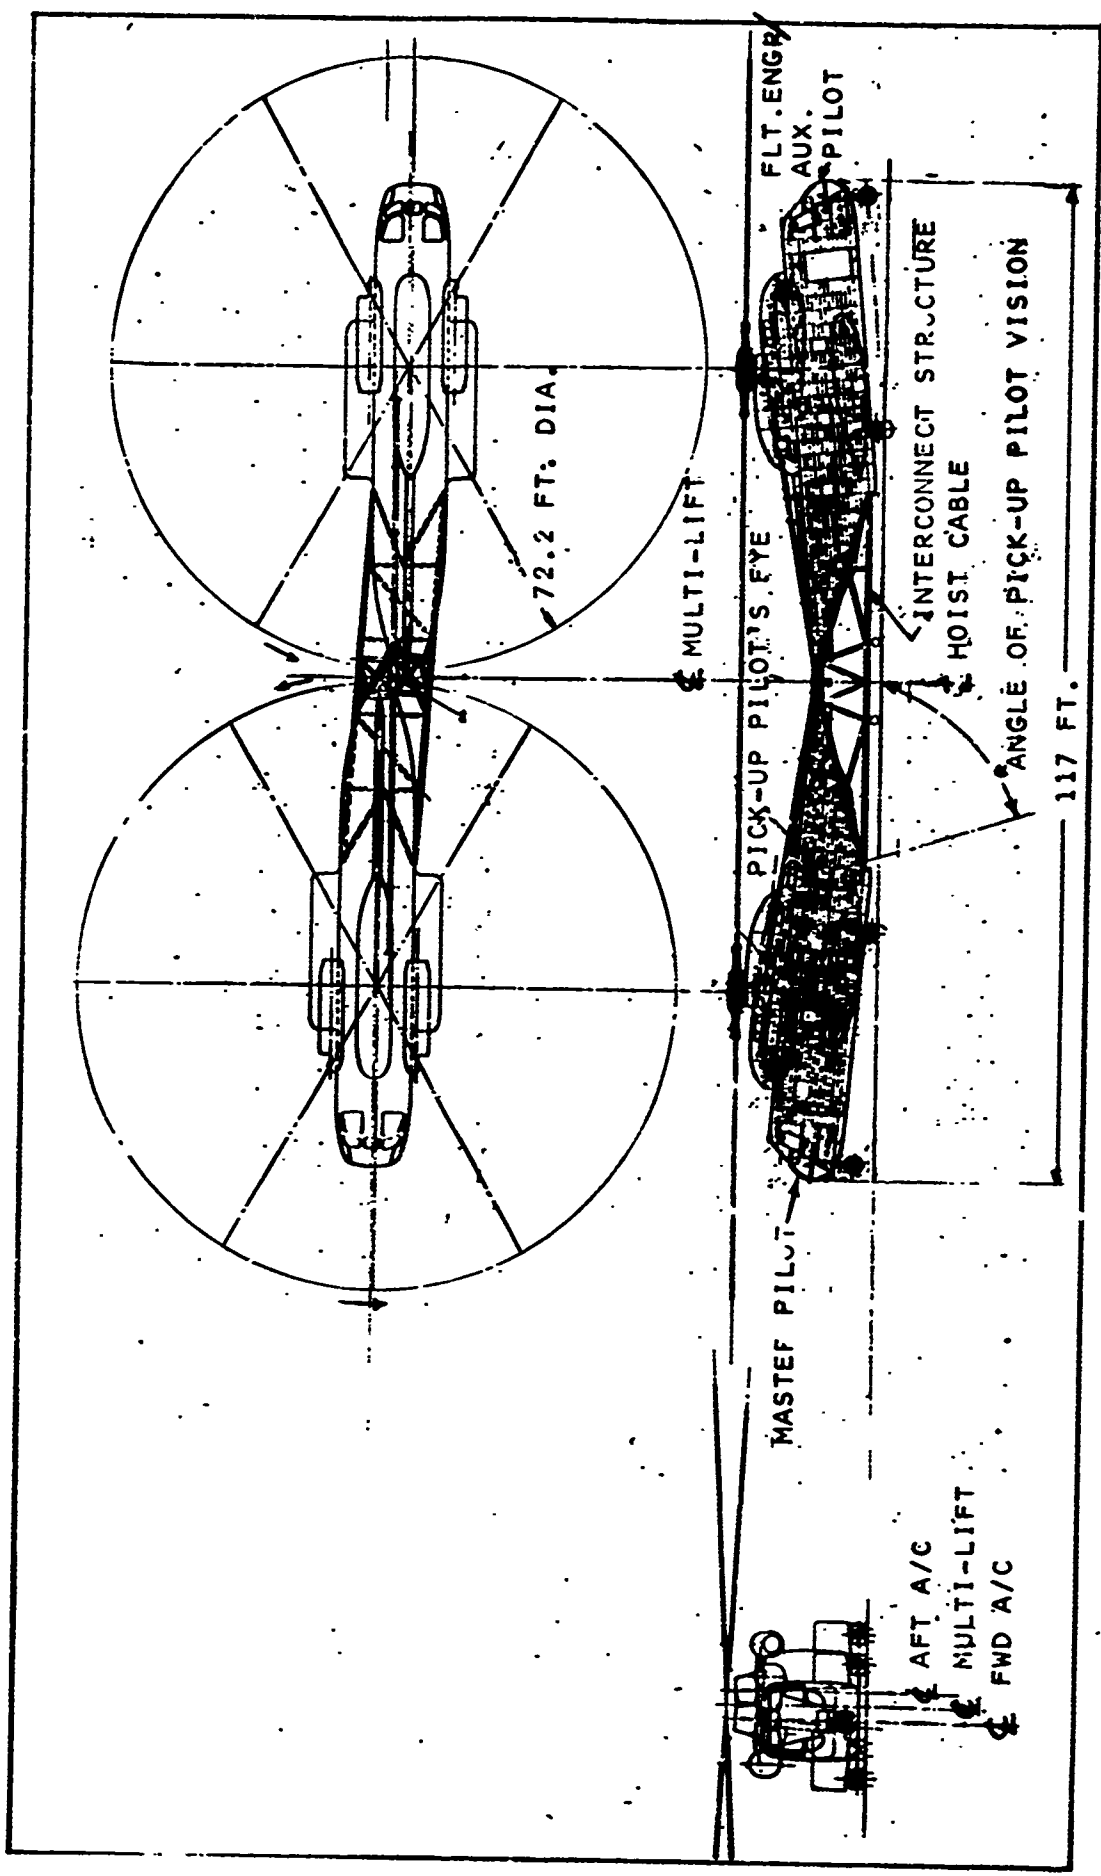 72.2 FT. DIA.
FLT.ENGR/
AUX.
PILOT
℄ MULTI-LIFT
PICK-UP PILOT'S EYE
INTERCONNECT STRUCTURE
℄ HOIST CABLE
ANGLE OF PICK-UP PILOT VISION
117 FT.
MASTEF PILOT
℄ AFT A/C
℄ MULTI-LIFT
℄ FWD A/C